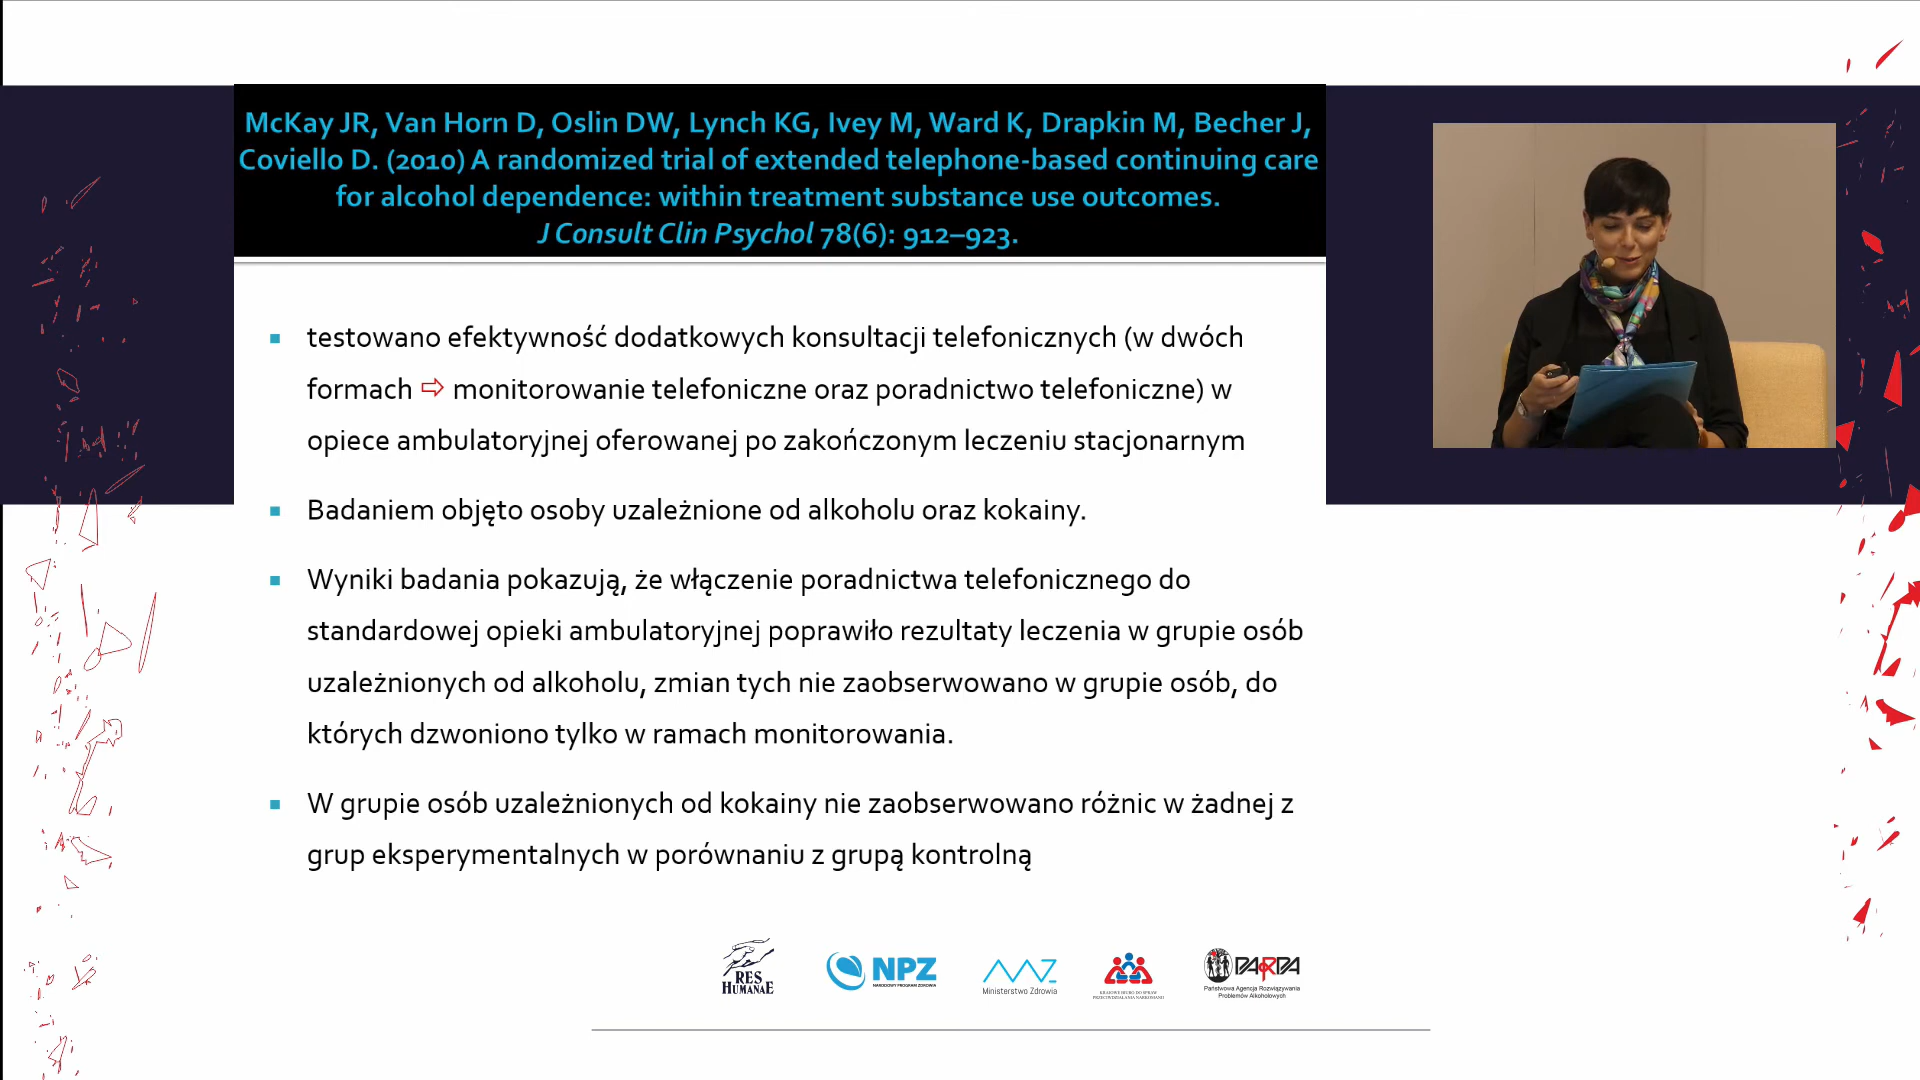 McKay JR, Van Horn D, Oslin DW, Lynch KG, Ivey M, Ward K, Drapkin M, Becher J,
Coviello D. (2010) A randomized trial of extended telephone-based continuing care
for alcohol dependence: within treatment substance use outcomes.
J Consult Clin Psychol 78(6): 912–923.
testowano efektywność dodatkowych konsultacji telefonicznych (w dwóch
formach ⇨ monitorowanie telefoniczne oraz poradnictwo telefoniczne) w
opiece ambulatoryjnej oferowanej po zakończonym leczeniu stacjonarnym
Badaniem objęto osoby uzależnione od alkoholu oraz kokainy.
Wyniki badania pokazują, że włączenie poradnictwa telefonicznego do
standardowej opieki ambulatoryjnej poprawiło rezultaty leczenia w grupie osób
uzależnionych od alkoholu, zmian tych nie zaobserwowano w grupie osób, do
których dzwoniono tylko w ramach monitorowania.
W grupie osób uzależnionych od kokainy nie zaobserwowano różnic w żadnej z
grup eksperymentalnych w porównaniu z grupą kontrolną
RES
HUMANAE
NPZ
NARODOWY PROGRAM ZDROWIA
Ministerstwo Zdrowia
KRAJOWE BIURO DO SPRAW
PRZECIWDZIAŁANIA NARKOMANII
PARPA
Państwowa Agencja Rozwiązywania
Problemów Alkoholowych